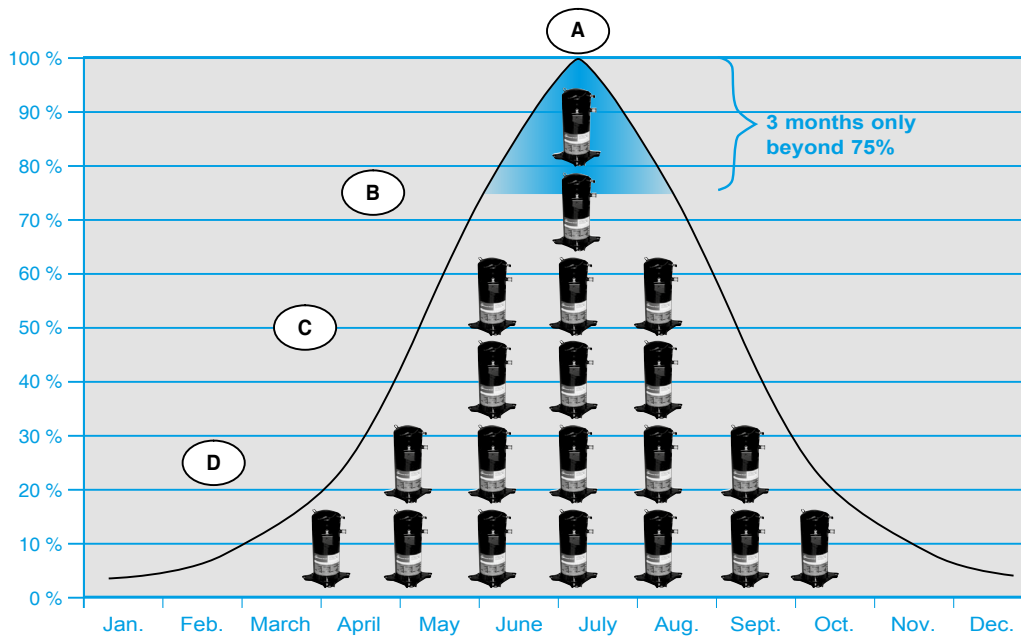 A
100 %
90 %
3 months only
beyond 75%
80 %
B
70 %
60 %
C
50 %
40 %
30 %
D
20 %
10 %
0 %
Jan. Feb. March April May June July Aug. Sept. Oct. Nov. Dec.